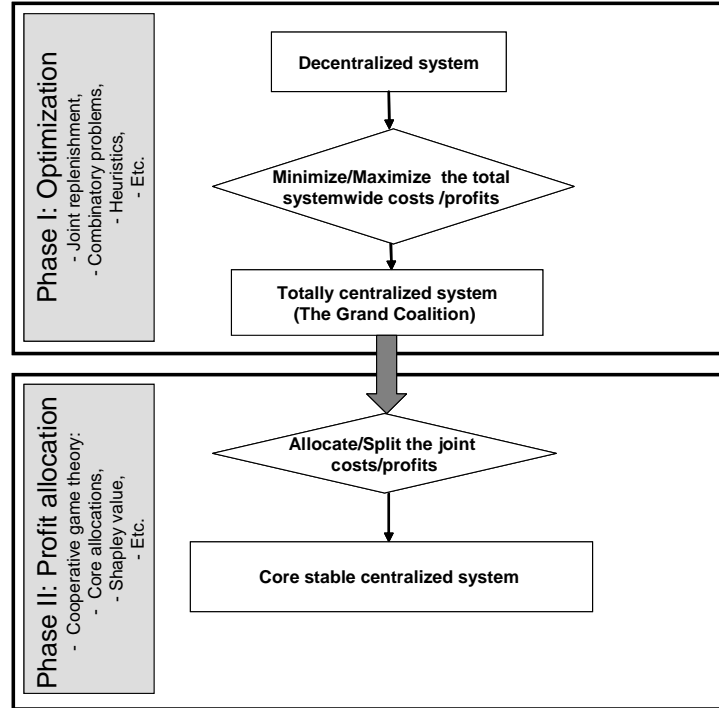 Phase I: Optimization
- Joint replenishment,
- Combinatory problems,
- Heuristics,
- Etc.
Decentralized system
Minimize/Maximize the total
systemwide costs /profits
Totally centralized system
(The Grand Coalition)
Phase II: Profit allocation
- Cooperative game theory:
- Core allocations,
- Shapley value,
- Etc.
Allocate/Split the joint
costs/profits
Core stable centralized system